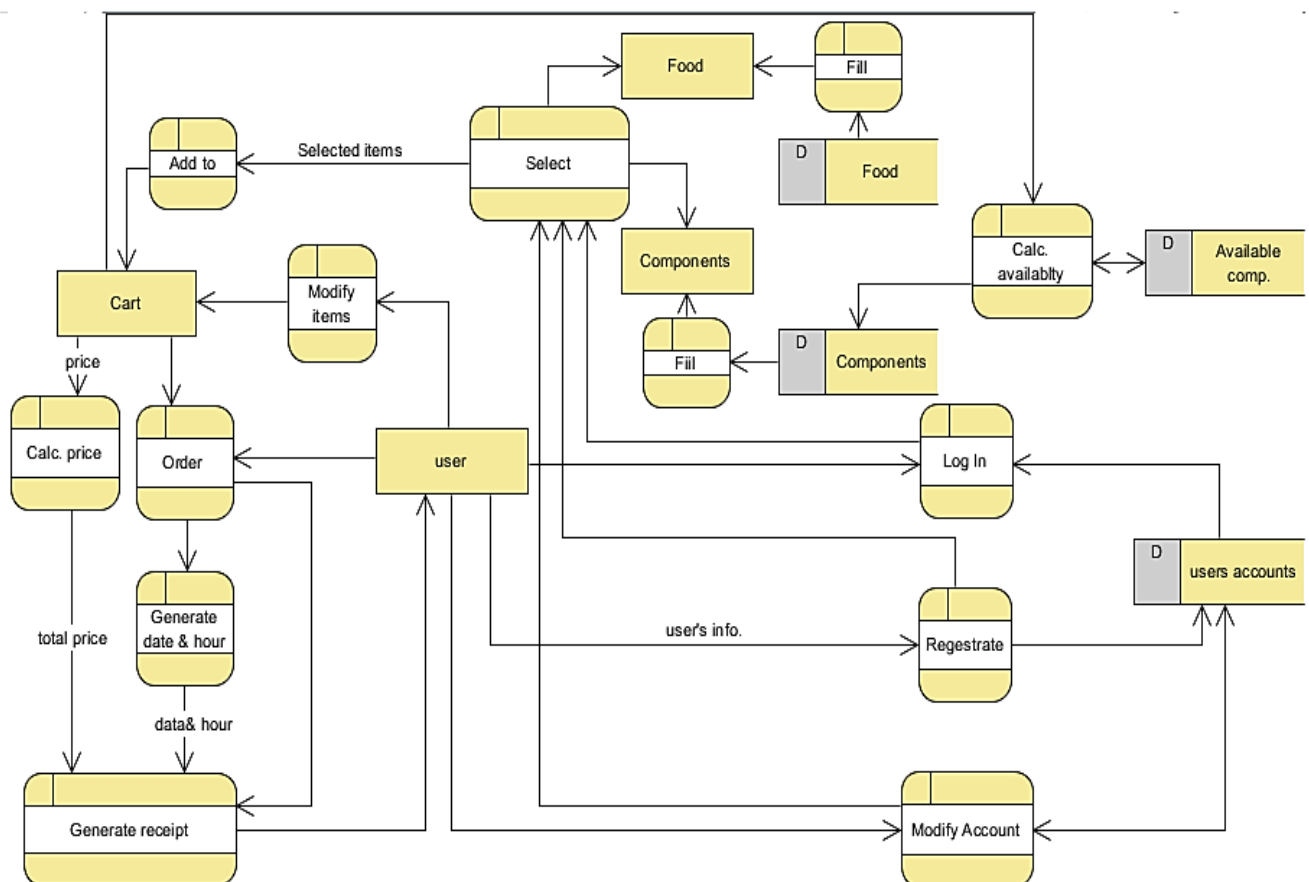 Food
Fill
Add to
Selected items
Select
D
Food
Components
Calc.
availablty
D
Available
comp.
Modify
items
Cart
price
Fiil
D
Components
Calc. price
Order
user
Log In
D
users accounts
Generate
date & hour
total price
user's info.
Regestrate
data& hour
Generate receipt
Modify Account